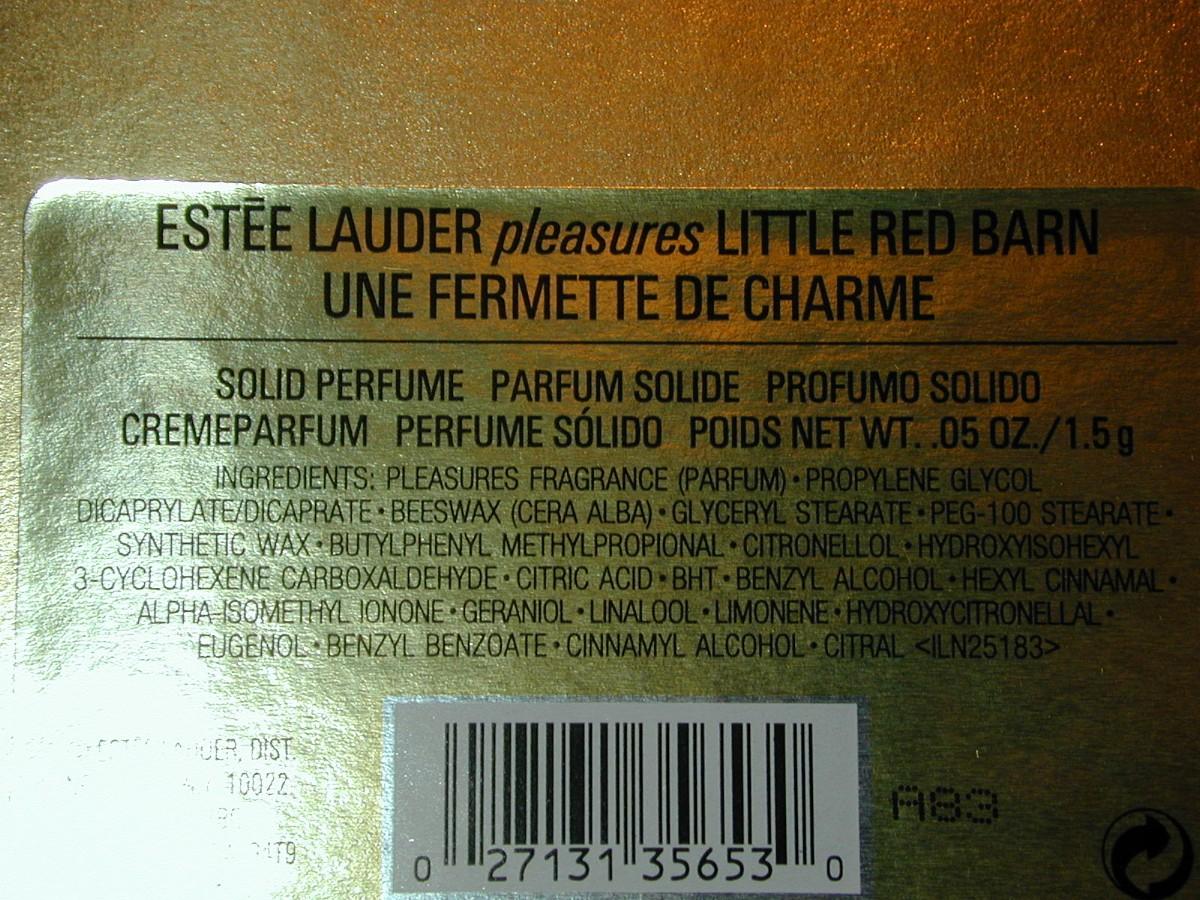 ESTĒE LAUDER pleasures LITTLE RED BARN
UNE FERMETTE DE CHARME
SOLID PERFUME PARFUM SOLIDE PROFUMO SOLIDO
CREMEPARFUM PERFUME SÓLIDO POIDS NET WT. .05 OZ./1.5 g
INGREDIENTS: PLEASURES FRAGRANCE (PARFUM) • PROPYLENE GLYCOL
DICAPRYLATE/DICAPRATE • BEESWAX (CERA ALBA) • GLYCERYL STEARATE • PEG-100 STEARATE •
SYNTHETIC WAX • BUTYLPHENYL METHYLPROPIONAL • CITRONELLOL • HYDROXYISOHEXYL
3-CYCLOHEXENE CARBOXALDEHYDE • CITRIC ACID • BHT • BENZYL ALCOHOL • HEXYL CINNAMAL •
ALPHA-ISOMETHYL IONONE • GERANIOL • LINALOOL • LIMONENE • HYDROXYCITRONELLAL •
EUGENOL • BENZYL BENZOATE • CINNAMYL ALCOHOL • CITRAL <ILN25183>
DIST.
10022
A83
0 27131 35653 0